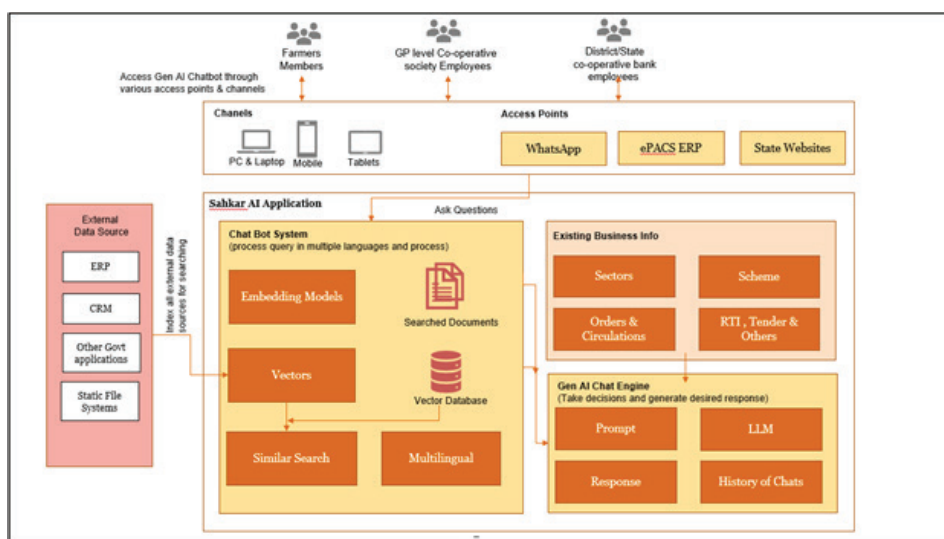 Farmers
Members
GP level Co-operative
society Employees
District/State
co-operative bank
employees
Access Gen AI Chatbot through
various access points & channels
Chanels
Access Points
PC & Laptop
Mobile
Tablets
WhatsApp
ePACS ERP
State Websites
Sahkar AI Application
Ask Questions
External
Data Source
ERP
CRM
Other Govt
applications
Static File
Systems
Index all external data
sources for searching
Chat Bot System
(process query in multiple languages and process)
Embedding Models
Searched Documents
Vectors
Vector Database
Similar Search
Multilingual
Existing Business Info
Sectors
Scheme
Orders &
Circulations
RTI , Tender &
Others
Gen AI Chat Engine
(Take decisions and generate desired response)
Prompt
LLM
Response
History of Chats